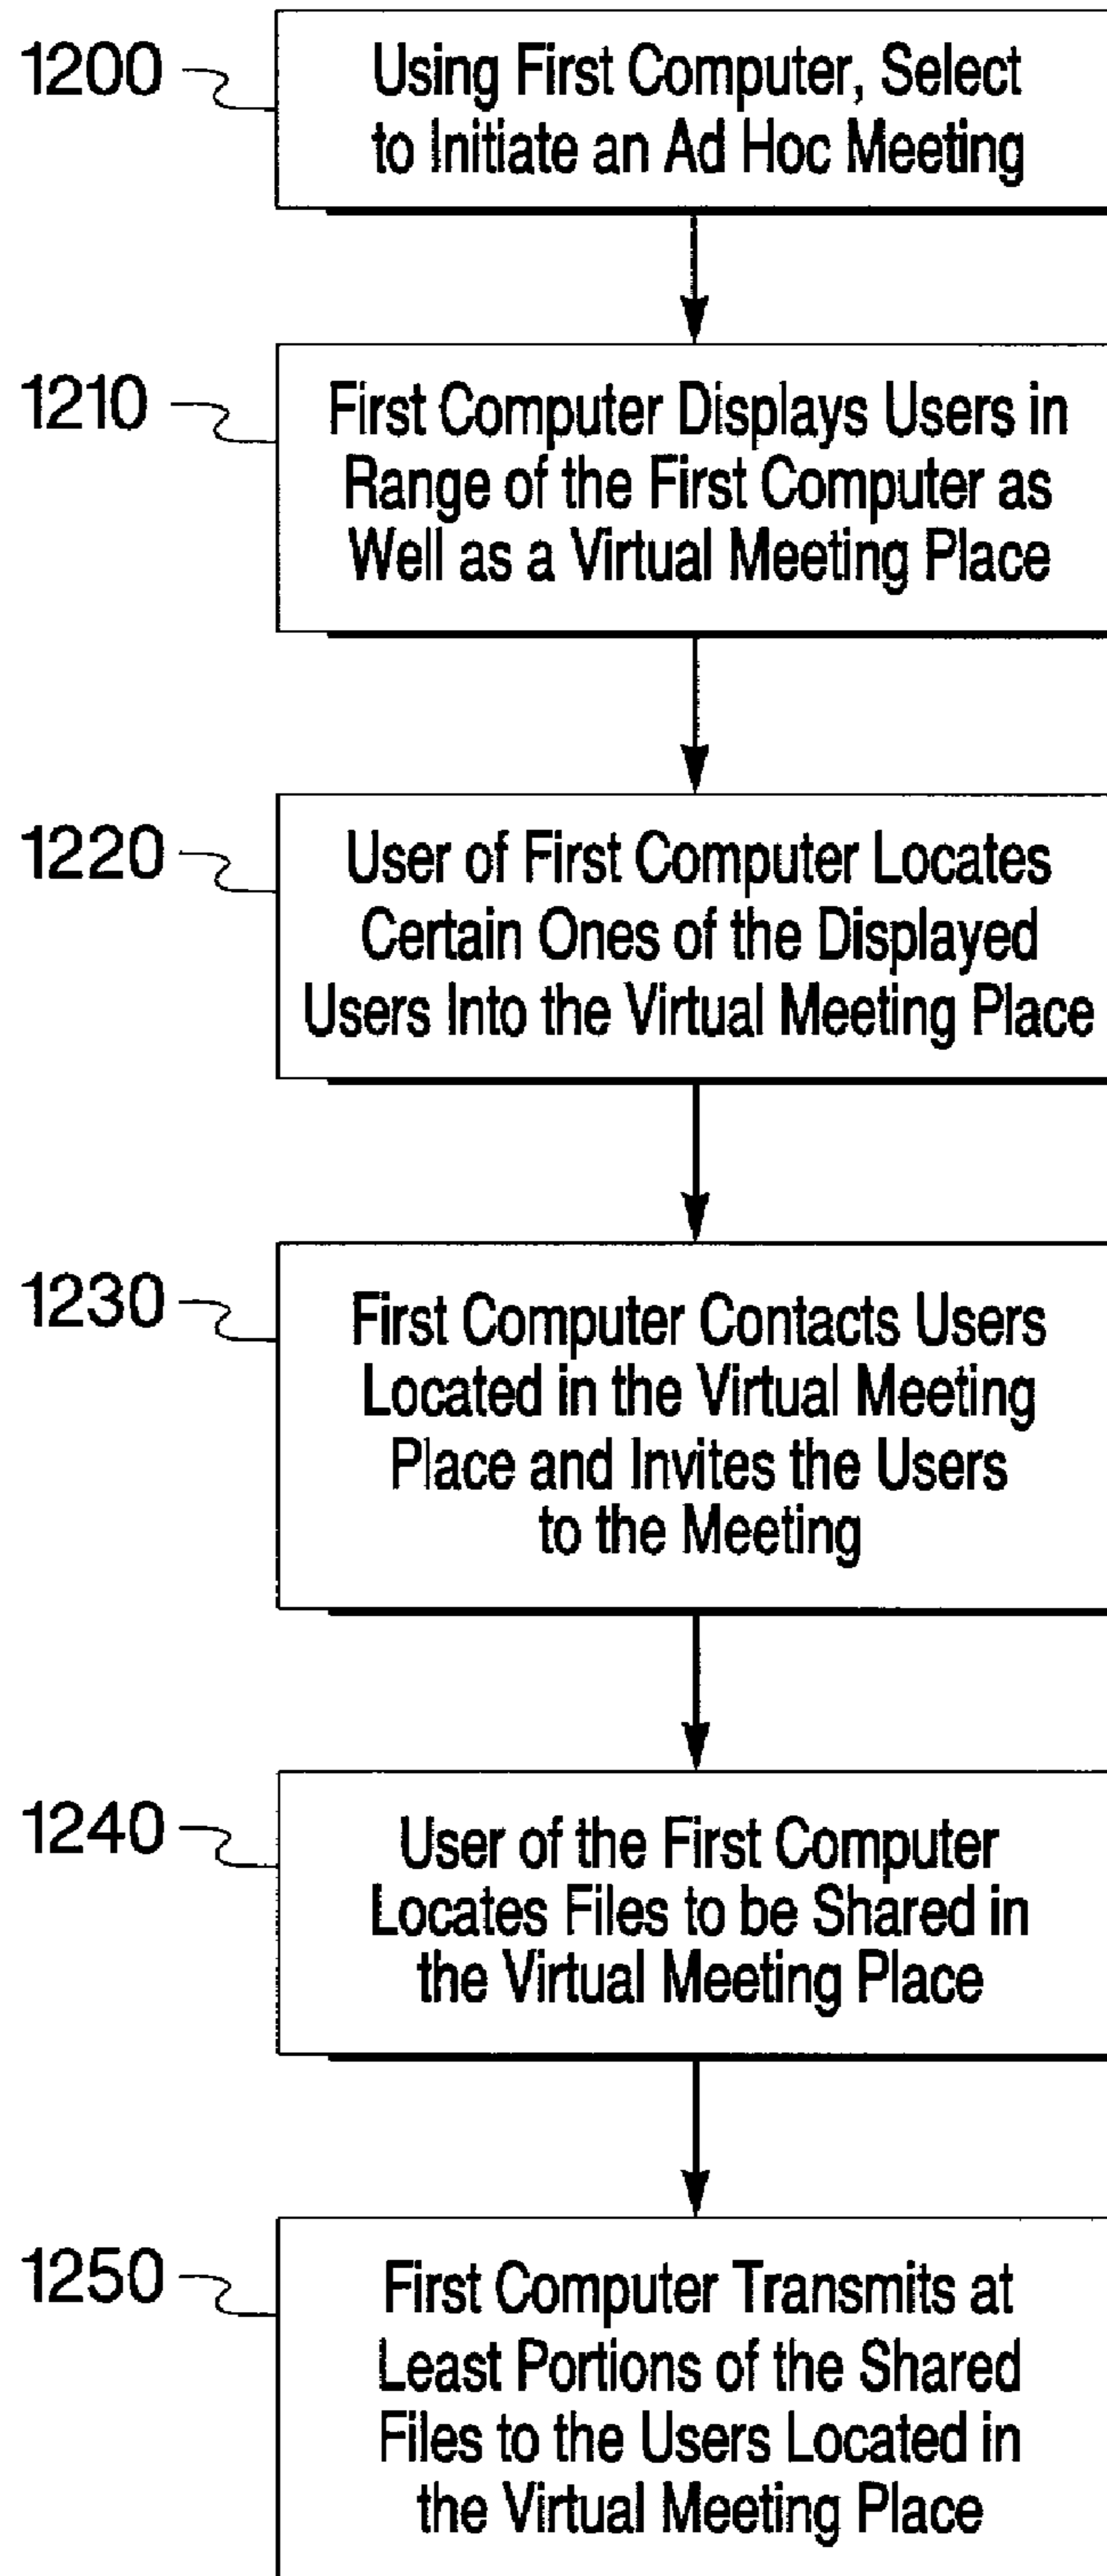 1200
Using First Computer, Select
to Initiate an Ad Hoc Meeting
1210
First Computer Displays Users in
Range of the First Computer as
Well as a Virtual Meeting Place
1220
User of First Computer Locates
Certain Ones of the Displayed
Users Into the Virtual Meeting Place
1230
First Computer Contacts Users
Located in the Virtual Meeting
Place and Invites the Users
to the Meeting
1240
User of the First Computer
Locates Files to be Shared in
the Virtual Meeting Place
1250
First Computer Transmits at
Least Portions of the Shared
Files to the Users Located in
the Virtual Meeting Place